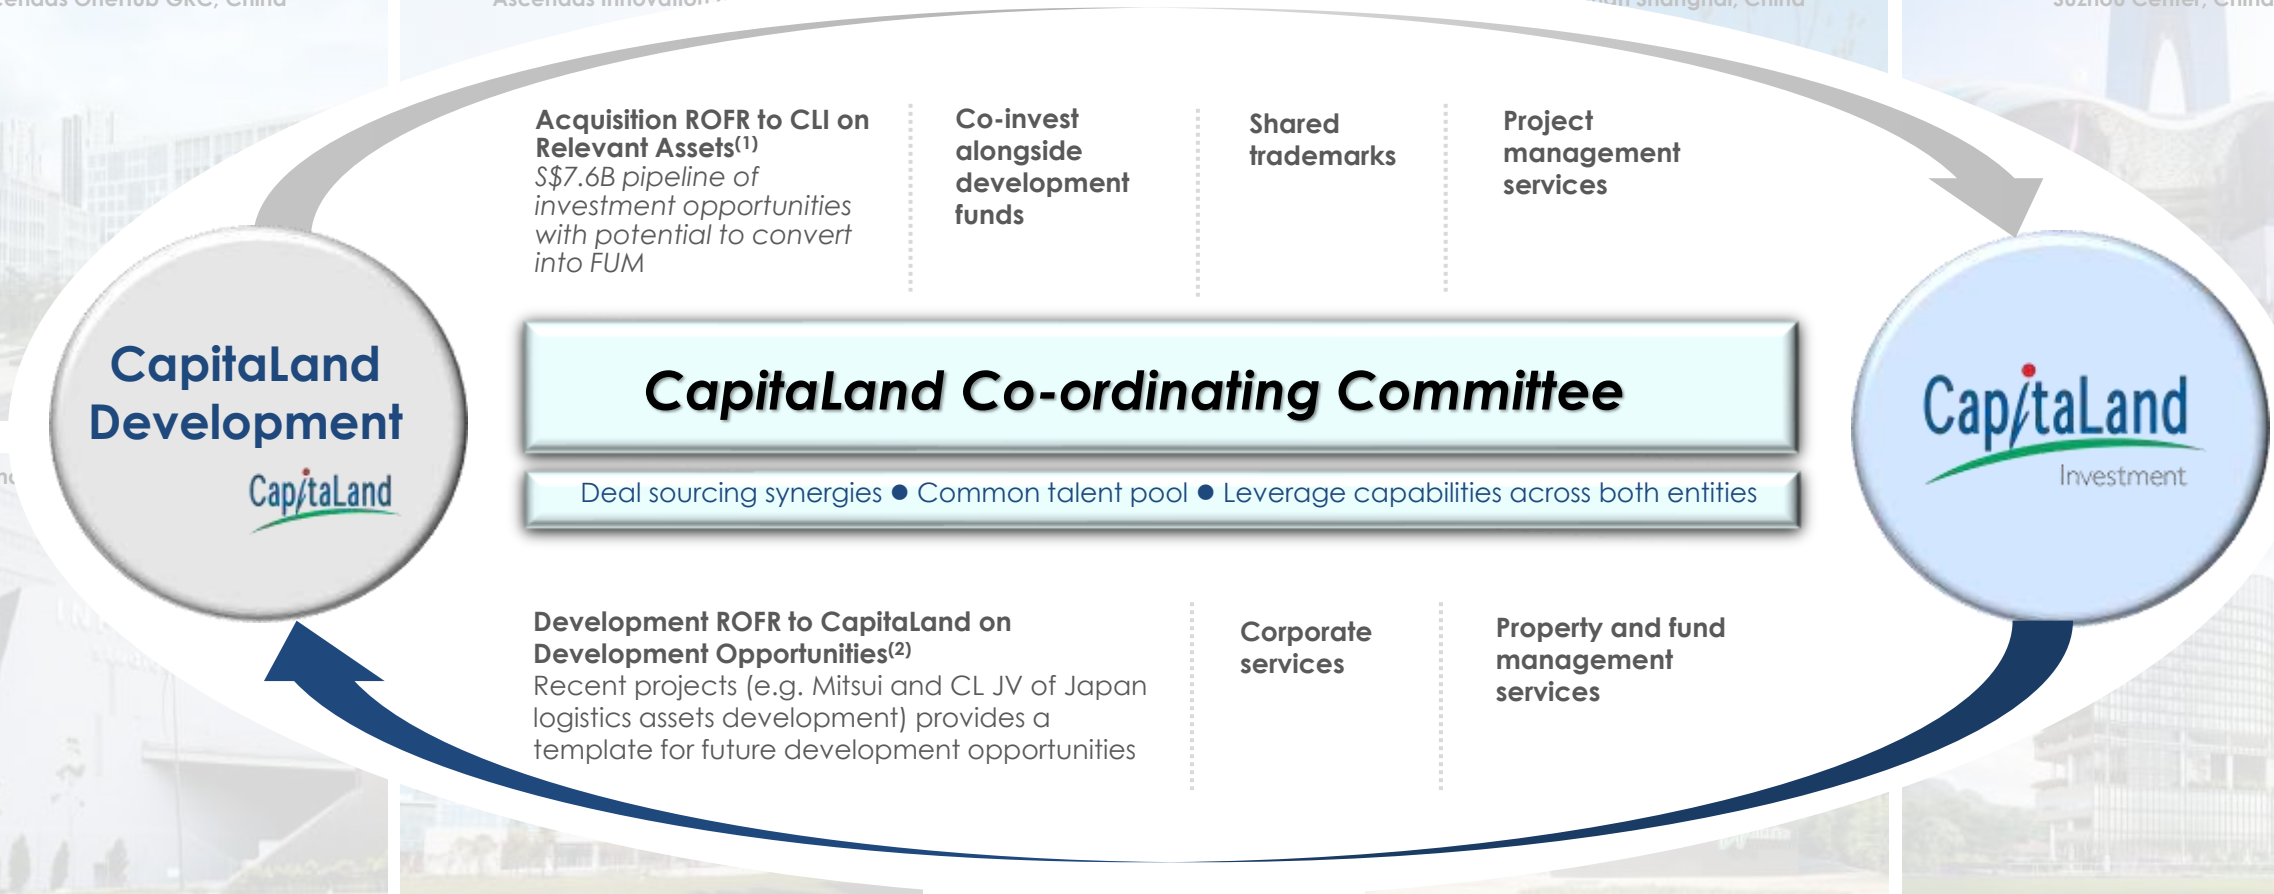 Acquisition ROFR to CLI on
Relevant Assets(1)
S$7.6B pipeline of
investment opportunities
with potential to convert
into FUM
Co-invest
alongside
development
funds
Shared
trademarks
Project
management
services
CapitaLand
Development
CapitaLand
CapitaLand Co-ordinating Committee
Deal sourcing synergies ● Common talent pool ● Leverage capabilities across both entities
CapitaLand
Investment
Development ROFR to CapitaLand on
Development Opportunities(2)
Recent projects (e.g. Mitsui and CL JV of Japan
logistics assets development) provides a
template for future development opportunities
Corporate
services
Property and fund
management
services